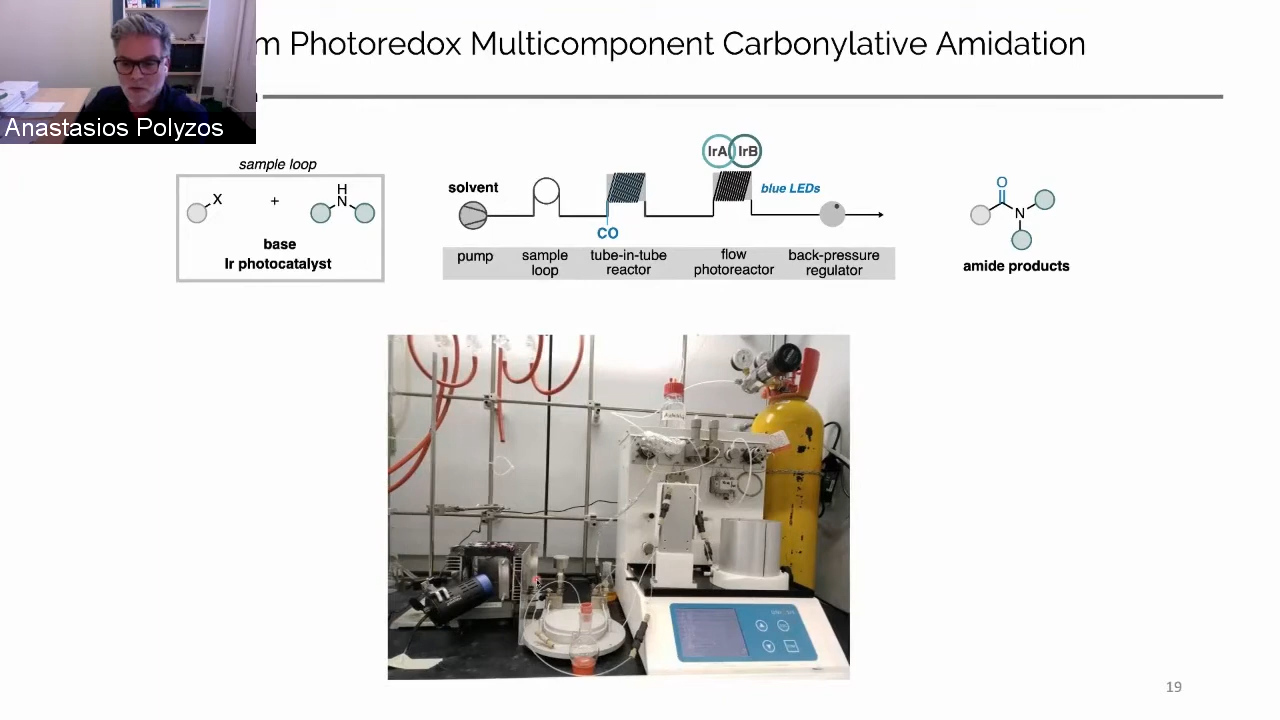 m Photoredox Multicomponent Carbonylative Amidation
Anastasios Polyzos
sample loop
X
+
H
N
base
Ir photocatalyst
solvent
CO
IrA IrB
blue LEDs
pump
sample
loop
tube-in-tube
reactor
flow
photoreactor
back-pressure
regulator
O
N
amide products
19